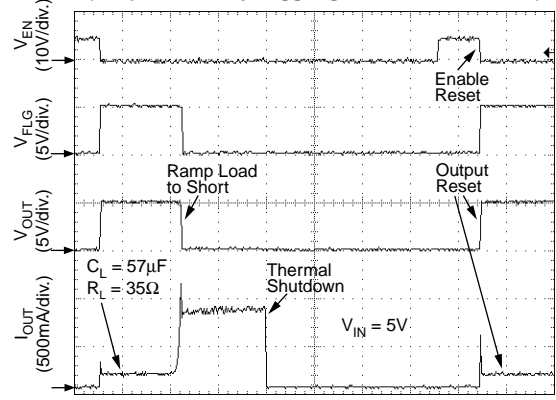 V_EN
(10V/div.)
Enable
Reset
V_FLG
(5V/div.)
Ramp Load
to Short
Output
Reset
V_OUT
(5V/div.)
C_L = 57µF
R_L = 35Ω
Thermal
Shutdown
V_IN = 5V
I_OUT
(500mA/div.)